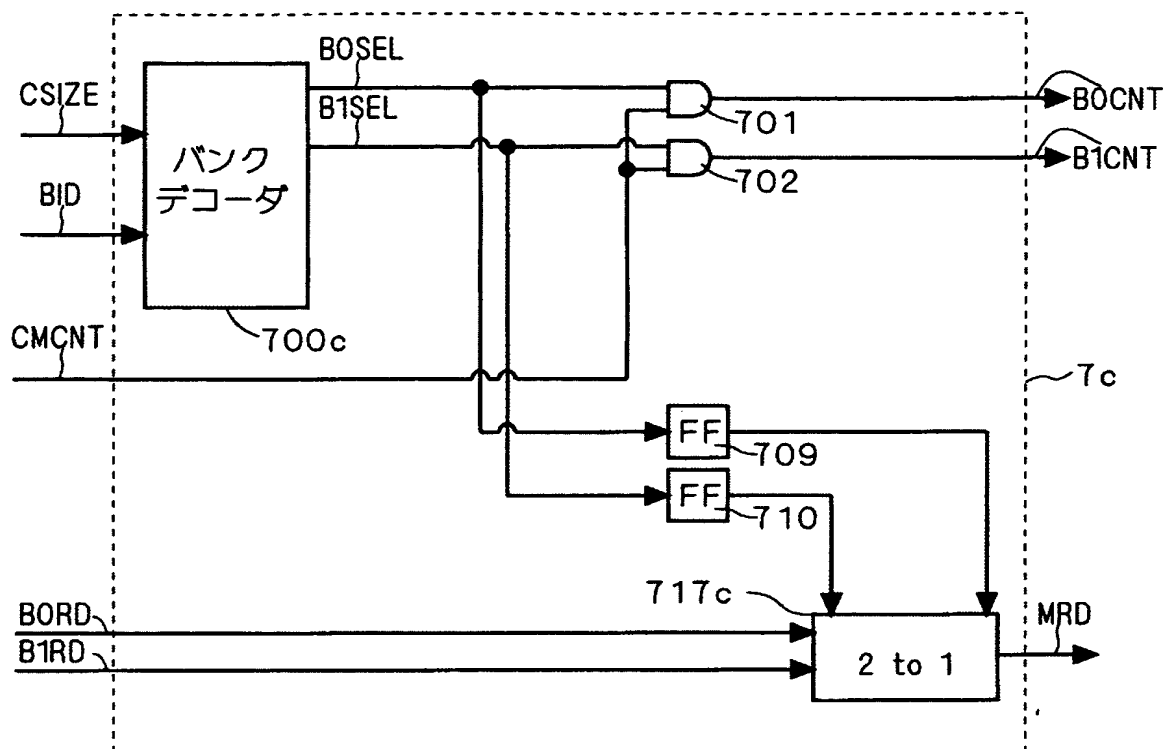 B0SEL
CSIZE
B1SEL
701
B0CNT
バンク
デコーダ
702
B1CNT
BID
CMCNT
700c
7c
FF
709
FF
710
717c
B0RD
MRD
B1RD
2 to 1